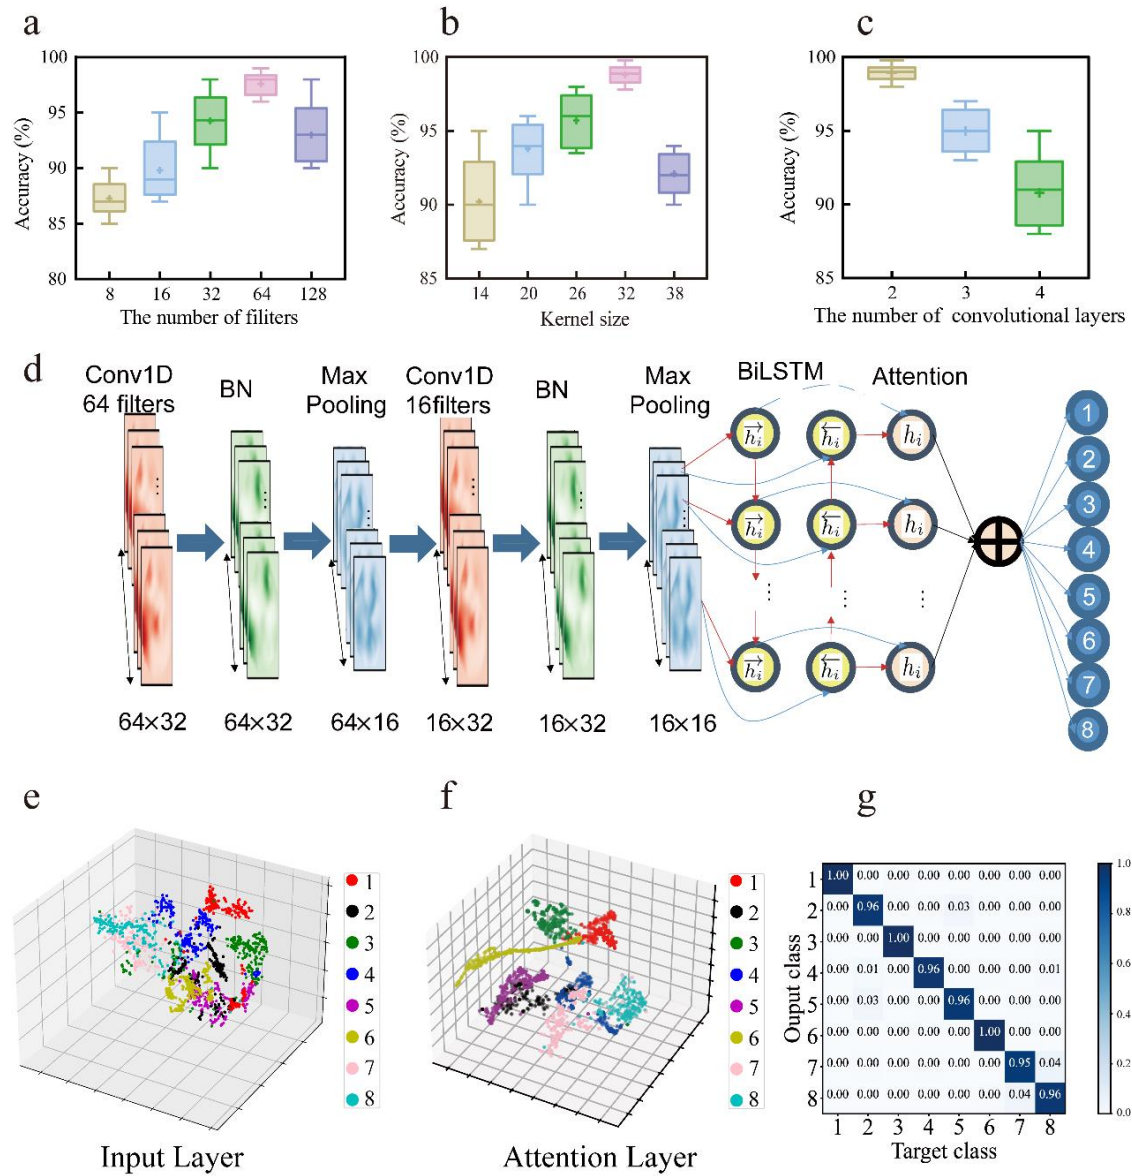 a
Accuracy (%)
100
95
90
85
80
8 16 32 64 128
The number of filiters
b
Accuracy (%)
100
95
90
85
14 20 26 32 38
Kernel size
c
Accuracy (%)
100
95
90
85
2 3 4
The number of convolutional layers
d
Conv1D
64 filters
BN
Max
Pooling
Conv1D
16filters
BN
Max
Pooling
BiLSTM
Attention
h_i h_i h_i
h_i h_i h_i
h_i h_i h_i
1
2
3
4
5
6
7
8
64×32 64×32 64×16 16×32 16×32 16×16
e
1
2
3
4
5
6
7
8
Input Layer
f
1
2
3
4
5
6
7
8
Attention Layer
g
Ouput class
1 1.00 0.00 0.00 0.00 0.00 0.00 0.00 0.00
2 0.00 0.96 0.00 0.00 0.03 0.00 0.00 0.00
3 0.00 0.00 1.00 0.00 0.00 0.00 0.00 0.00
4 0.00 0.01 0.00 0.96 0.00 0.00 0.00 0.01
5 0.00 0.03 0.00 0.00 0.96 0.00 0.00 0.00
6 0.00 0.00 0.00 0.00 0.00 1.00 0.00 0.00
7 0.00 0.00 0.00 0.00 0.00 0.00 0.95 0.04
8 0.00 0.00 0.00 0.00 0.00 0.00 0.04 0.96
1 2 3 4 5 6 7 8
Target class
1.0
0.8
0.6
0.4
0.2
0.0